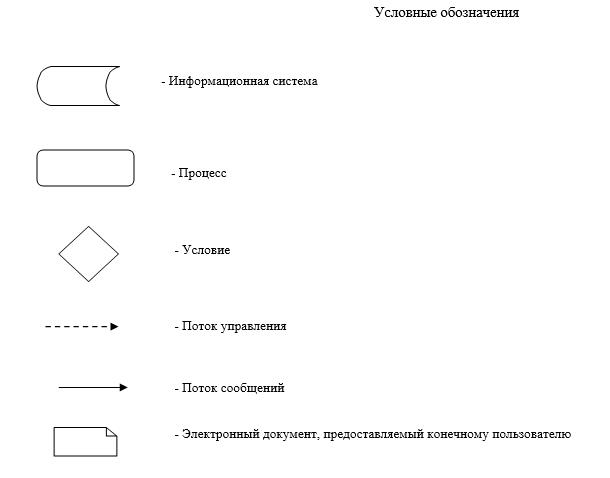 Условные обозначения
- Информационная система
- Процесс
- Условие
- Поток управления
- Поток сообщений
- Электронный документ, предоставляемый конечному пользователю